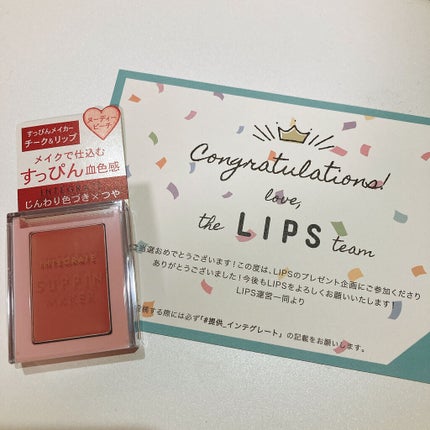 すっぴんメイカー
チーク&リップ
ヌーディー
ピーチ
メイクで仕込む
すっぴん血色感
INTEGRATE
じんわり色づき×つや
INTEGRATE
SUPPIN
MAKER
Congratulations!
love,
the LIPS team
当選おめでとうございます!この度は、LIPSのプレゼント企画にご参加くださり
ありがとうございました!今後もLIPSをよろしくお願いいたします!
LIPS運営一同より
する際には必ず「#提供_インテグレート」の記載をお願いします。